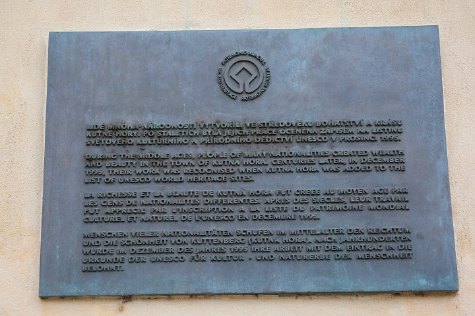 LIDÉ MNOHA NÁRODNOSTÍ VYTVOŘILI VE STŘEDOVĚKU BOHATSTVÍ A KRÁSU
KUTNÉ HORY. PO STALETÍCH BYLA JEJICH PRÁCE OCENĚNA ZÁPISEM NA LISTINU
SVĚTOVÉHO KULTURNÍHO A PŘÍRODNÍHO DĚDICTVÍ UNESCO V PROSINCI 1995.
DURING THE MIDDLE AGES, PEOPLE OF MANY NATIONALITIES CREATED WEALTH
AND BEAUTY IN THE TOWN OF KUTNÁ HORA. CENTURIES LATER, IN DECEMBER
1995, THEIR WORK WAS RECOGNISED WHEN KUTNÁ HORA WAS ADDED TO THE
LIST OF UNESCO WORLD HERITAGE SITES.
LA RICHESSE ET LA BEAUTÉ DE KUTNÁ HORA FUT CRÉÉE AU MOYEN AGE PAR
LES GENS DE NATIONALITÉS DIFFERENTES. APRÈS DES SIÈCLES, LEUR TRAVAIL
FUT APPRÉCIÉ PAR L'INSCRIPTION À LA LISTE DU PATRIMOINE MONDIAL
CULTUREL ET NATUREL DE L'UNESCO EN DÉCEMBRE 1995.
MENSCHEN VIELER NATIONALITÄTEN SCHUFEN IM MITTELALTER DEN REICHTUM
UND DIE SCHÖNHEIT VON KUTTENBERG (KUTNÁ HORA). NACH JAHRHUNDERTEN
WURDE IM DEZEMBER DES JAHRES 1995 IHRE ARBEIT MIT DEM EINTRAG IN DIE
URKUNDE DER UNESCO FÜR KULTUR - UND NATURERBE DER MENSCHHEIT
BELOHNT.